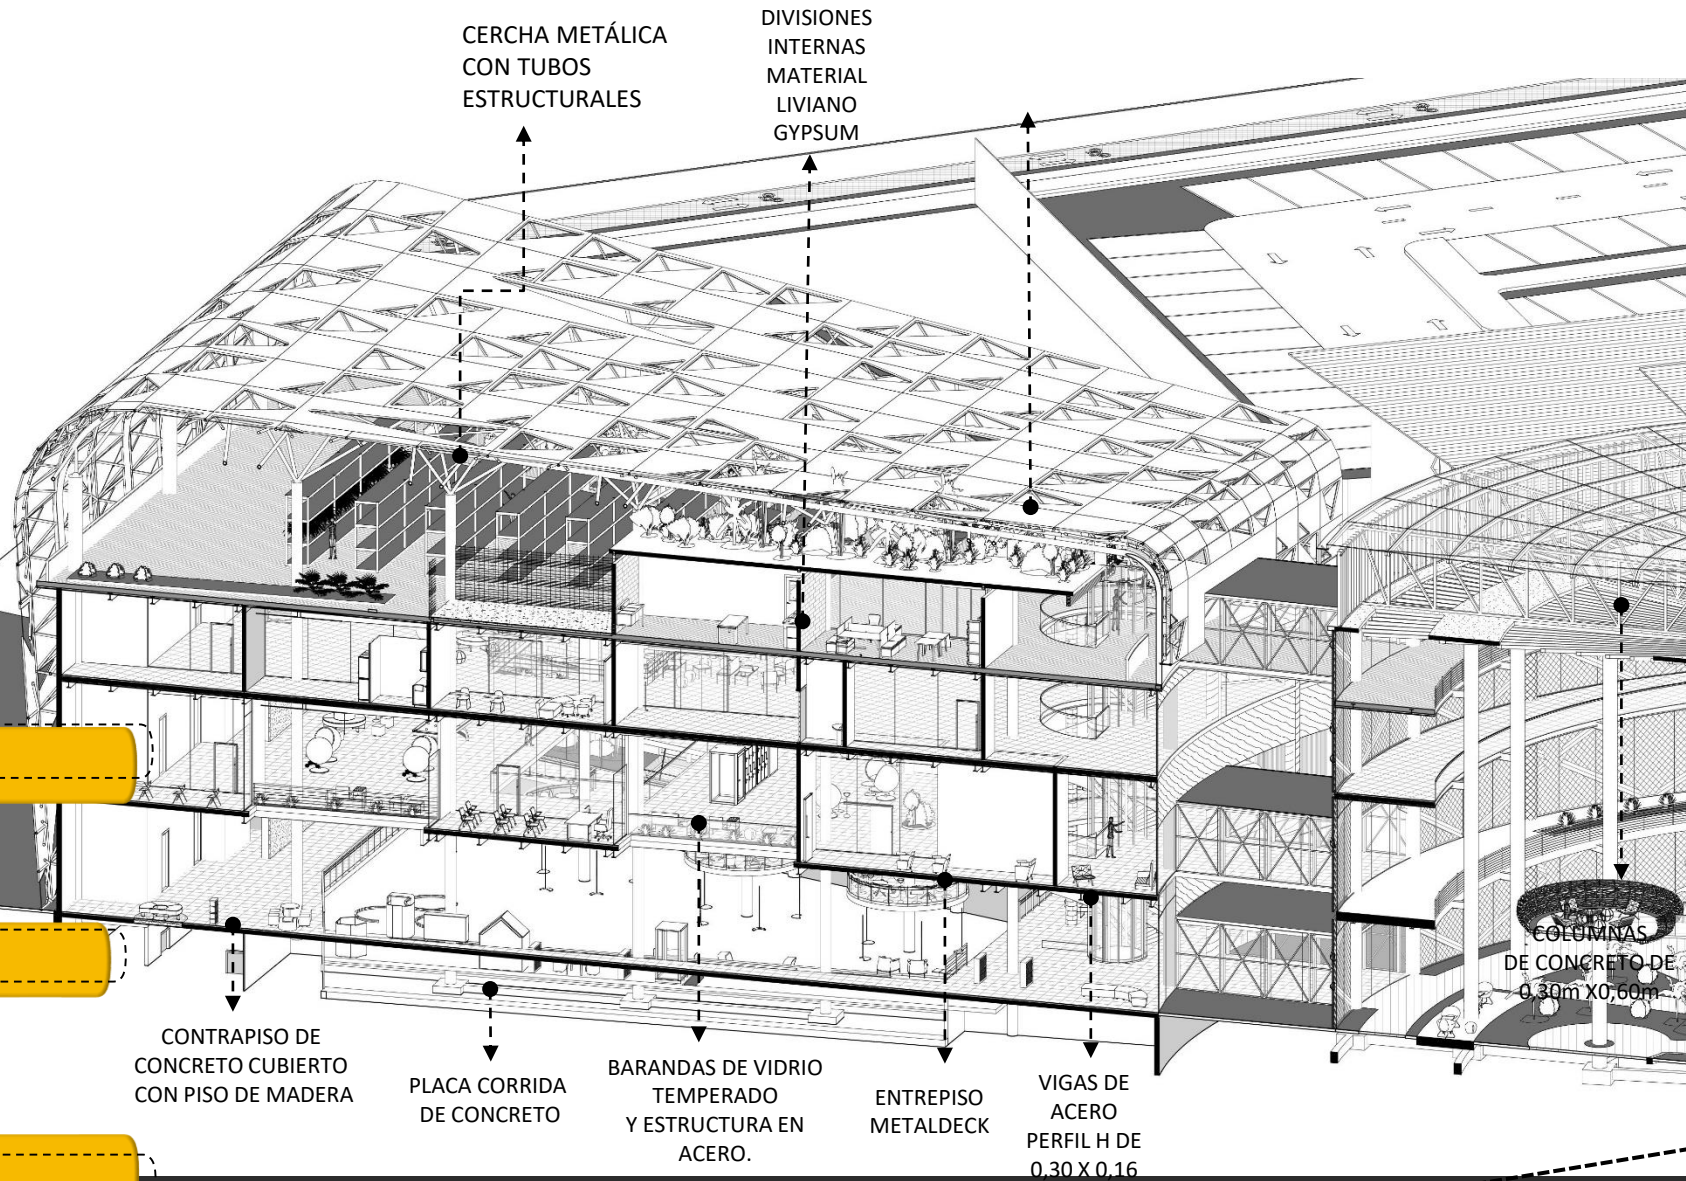 CERCHA METÁLICA
CON TUBOS
ESTRUCTURALES
DIVISIONES
INTERNAS
MATERIAL
LIVIANO
GYPSUM
COLUMNAS
DE CONCRETO DE
0,30m X0,60m
CONTRAPISO DE
CONCRETO CUBIERTO
CON PISO DE MADERA
PLACA CORRIDA
DE CONCRETO
BARANDAS DE VIDRIO
TEMPERADO
Y ESTRUCTURA EN
ACERO.
ENTREPISO
METALDECK
VIGAS DE
ACERO
PERFIL H DE
0,30 X 0,16